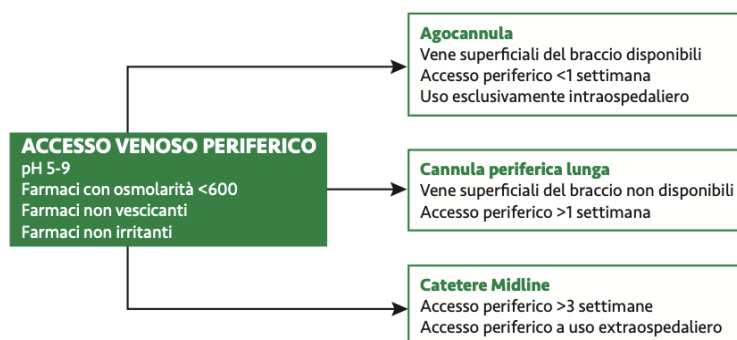 Agocannula
Vene superficiali del braccio disponibili
Accesso periferico <1 settimana
Uso esclusivamente intraospedaliero
ACCESSO VENOSO PERIFERICO
pH 5-9
Farmaci con osmolarità <600
Farmaci non vescicanti
Farmaci non irritanti
Cannula periferica lunga
Vene superficiali del braccio non disponibili
Accesso periferico >1 settimana
Catetere Midline
Accesso periferico >3 settimane
Accesso periferico a uso extraospedaliero